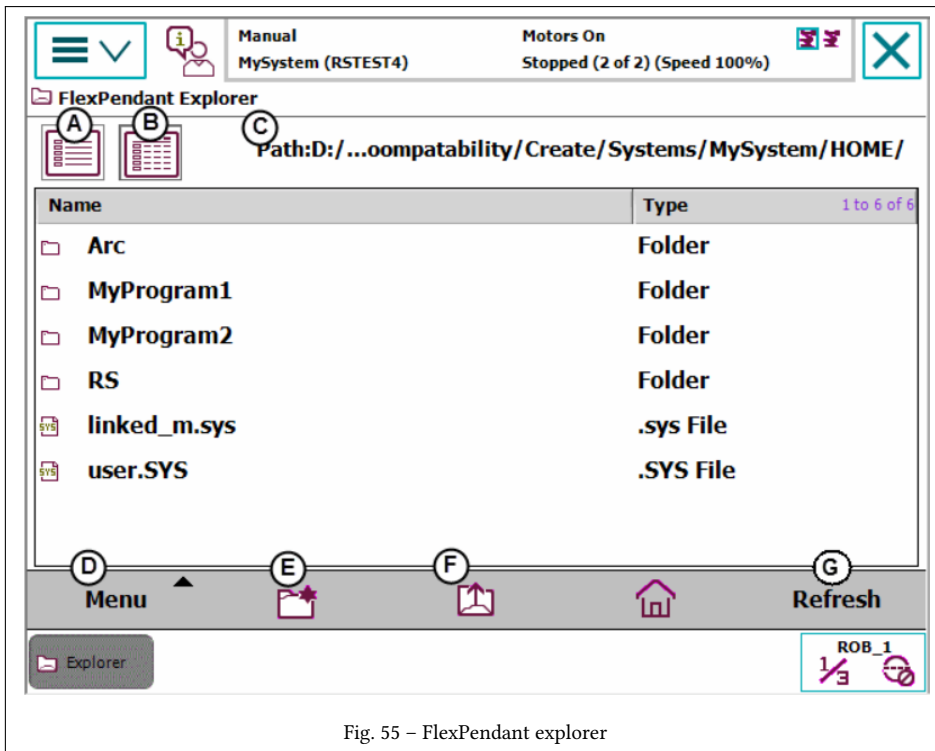 Manual
MySystem (RSTEST4)
Motors On
Stopped (2 of 2) (Speed 100%)
FlexPendant Explorer
A
B
C
Path:D:/...oompatability/Create/Systems/MySystem/HOME/
Name Type 1 to 6 of 6
Arc Folder
MyProgram1 Folder
MyProgram2 Folder
RS Folder
SYS linked_m.sys .sys File
SYS user.SYS .SYS File
D
E
F
G
Menu Refresh
Explorer
ROB_1
1/3
Fig. 55 – FlexPendant explorer